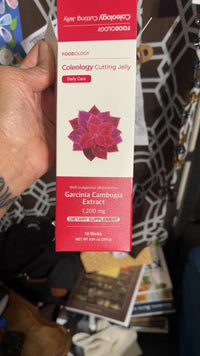 FOODOLOGY
Coleology Cutting Jelly
FOODOLOGY
Coleology Cutting Jelly
Daily Care
Garcinia Cambogia
Extract
1,200 mg
DIETARY SUPPLEMENT
10 Sticks